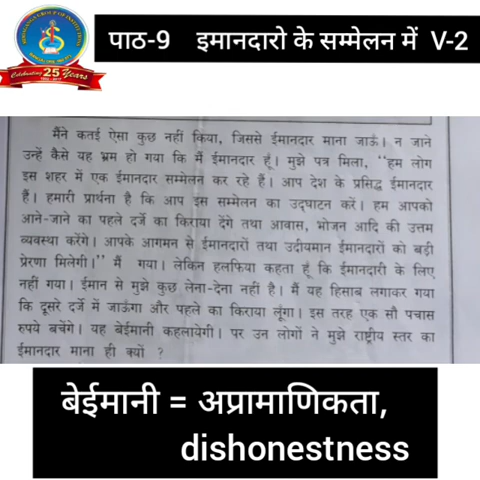 Celebrating 25 Years
पाठ-9 इमानदारो के सम्मेलन में V-2
मैंने कतई ऐसा कुछ नहीं किया, जिससे ईमानदार माना जाऊँ। न जाने
उन्हें कैसे यह भ्रम हो गया कि मैं ईमानदार हूँ। मुझे पत्र मिला, “हम लोग
इस शहर में एक ईमानदार सम्मेलन कर रहे हैं। आप देश के प्रसिद्ध ईमानदार
हैं। हमारी प्रार्थना है कि आप इस सम्मेलन का उद्घाटन करें। हम आपको
आने-जाने का पहले दर्जे का किराया देंगे तथा आवास, भोजन आदि की उत्तम
व्यवस्था करेंगे। आपके आगमन से ईमानदारों तथा उदीयमान ईमानदारों को बड़ी
प्रेरणा मिलेगी।” मैं गया। लेकिन हलफिया कहता हूँ कि ईमानदारी के लिए
नहीं गया। ईमान से मुझे कुछ लेना-देना नहीं है। मैं यह हिसाब लगाकर गया
कि दूसरे दर्जे में जाऊंगा और पहले का किराया लूंगा। इस तरह एक सौ पचास
रुपये बचेंगे। यह बेईमानी कहलायेगी। पर उन लोगों ने मुझे राष्ट्रीय स्तर का
ईमानदार माना ही क्यों ?
बेईमानी = अप्रामाणिकता,
dishonestness